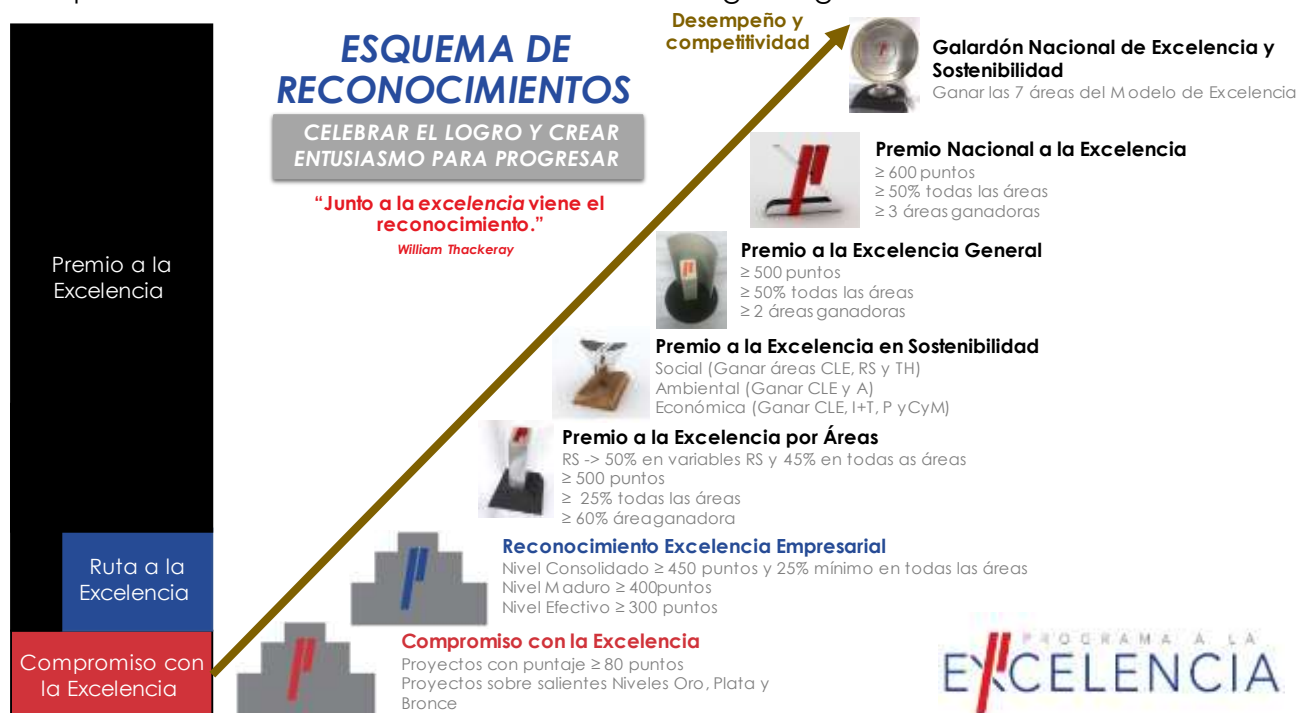 Desempeño y
competitividad
ESQUEMA DE
RECONOCIMIENTOS
CELEBRAR EL LOGRO Y CREAR
ENTUSIASMO PARA PROGRESAR
“Junto a la excelencia viene el
reconocimiento.”
William Thackeray
Galardón Nacional de Excelencia y
Sostenibilidad
Ganar las 7 áreas del Modelo de Excelencia
Premio Nacional a la Excelencia
≥ 600 puntos
≥ 50% todas las áreas
≥ 3 áreas ganadoras
Premio a la Excelencia General
≥ 500 puntos
≥ 50% todas las áreas
≥ 2 áreas ganadoras
Premio a la Excelencia en Sostenibilidad
Social (Ganar áreas CLE, RS y TH)
Ambiental (Ganar CLE y A)
Económica (Ganar CLE, I+T, P yCyM)
Premio a la Excelencia por Áreas
RS -> 50% en variables RS y 45% en todas as áreas
≥ 500 puntos
≥ 25% todas las áreas
≥ 60% áreaganadora
Reconocimiento Excelencia Empresarial
Nivel Consolidado ≥ 450 puntos y 25% mínimo en todas las áreas
Nivel Maduro ≥ 400puntos
Nivel Efectivo ≥ 300 puntos
Compromiso con la Excelencia
Proyectos con puntaje ≥ 80 puntos
Proyectos sobre salientes Niveles Oro, Plata y
Bronce
Premio a la
Excelencia
Ruta a la
Excelencia
Compromiso con
la Excelencia
PROGRAMA A LA
EXCELENCIA